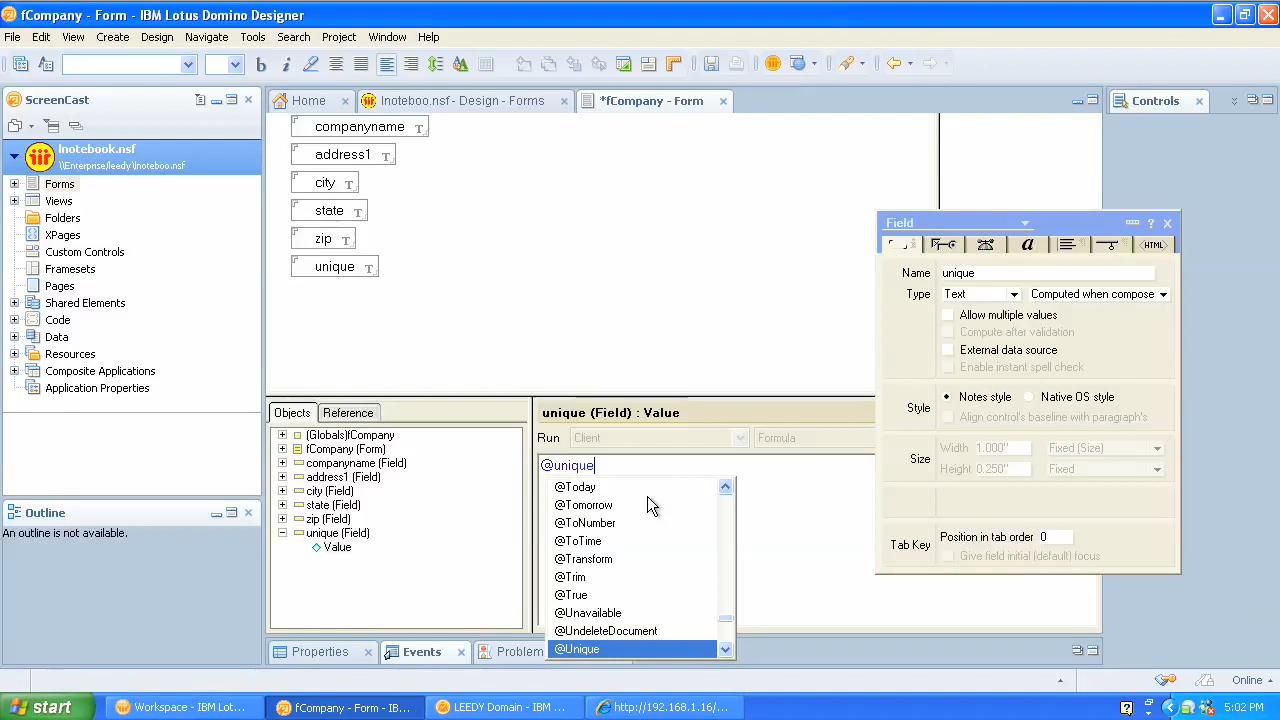 fCompany - Form - IBM Lotus Domino Designer
File Edit View Create Design Navigate Tools Search Project Window Help
ScreenCast
Home
lnoteboo.nsf - Design - Forms
*fCompany - Form
Controls
lnotebook.nsf
\\Enterprise/leedy\lnoteboo.nsf
Forms
Views
Folders
XPages
Custom Controls
Framesets
Pages
Shared Elements
Code
Data
Resources
Composite Applications
Application Properties
Outline
An outline is not available.
companyname T
address1 T
city T
state T
zip T
unique T
Field
<HTML>
Name unique
Type Text Computed when compose
Allow multiple values
Compute after validation
External data source
Enable instant spell check
Style Notes style Native OS style
Align control's baseline with paragraph's
Size Width 1.000" Fixed (Size)
Height 0.250" Fixed
Tab Key Position in tab order 0
Give field initial (default) focus
Objects Reference
(Globals)fCompany
fCompany (Form)
companyname (Field)
address1 (Field)
city (Field)
state (Field)
zip (Field)
unique (Field)
Value
unique (Field) : Value
Run Client Formula
@unique
@Today
@Tomorrow
@ToNumber
@ToTime
@Transform
@Trim
@True
@Unavailable
@UndeleteDocument
@Unique
Properties Events Problem
Online
start
Workspace - IBM Lot...
fCompany - Form - IB...
LEEDY Domain - IBM ...
http://192.168.1.16/...
5:02 PM